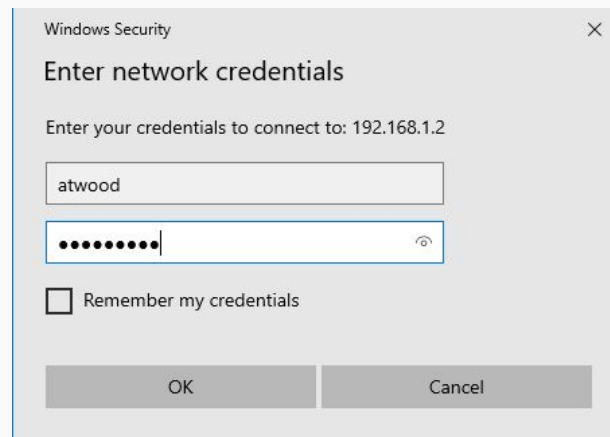 Windows Security
Enter network credentials
Enter your credentials to connect to: 192.168.1.2
atwood
●●●●●●●●●
Remember my credentials
OK
Cancel